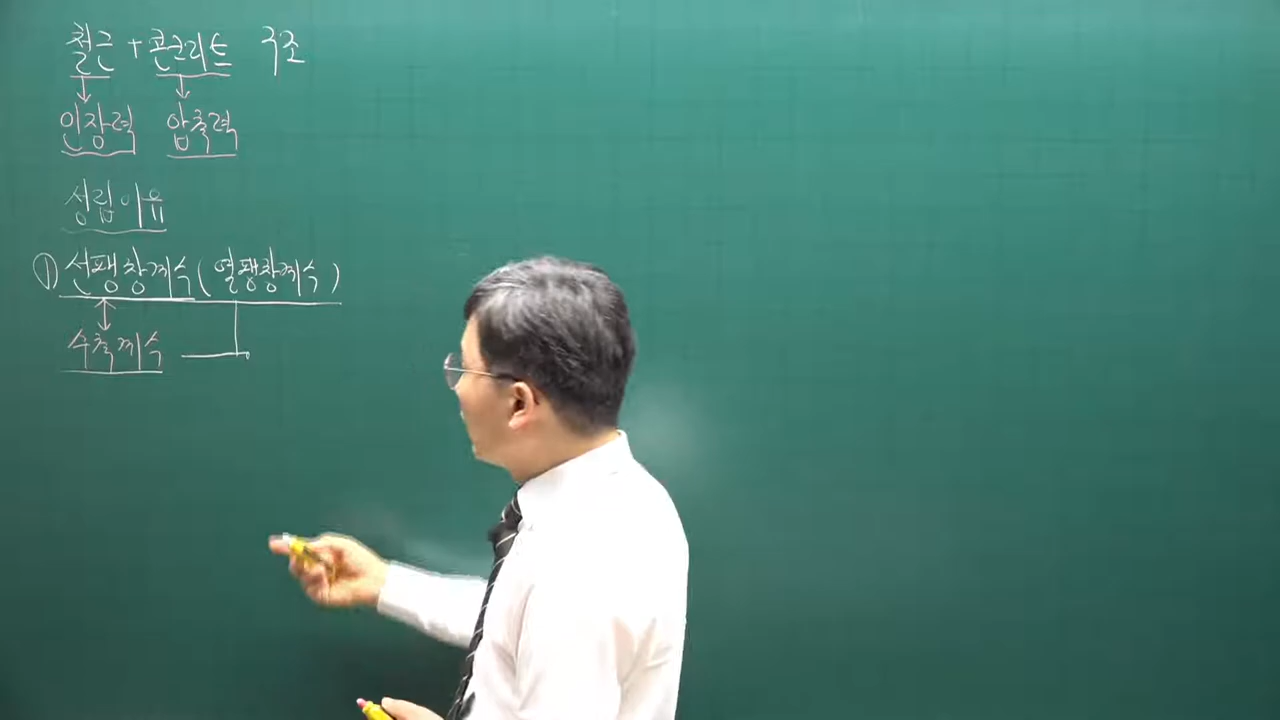 철근 + 콘크리트 구조
인장력 압축력
성립이유
① 선팽창계수 (열팽창계수)
수축계수